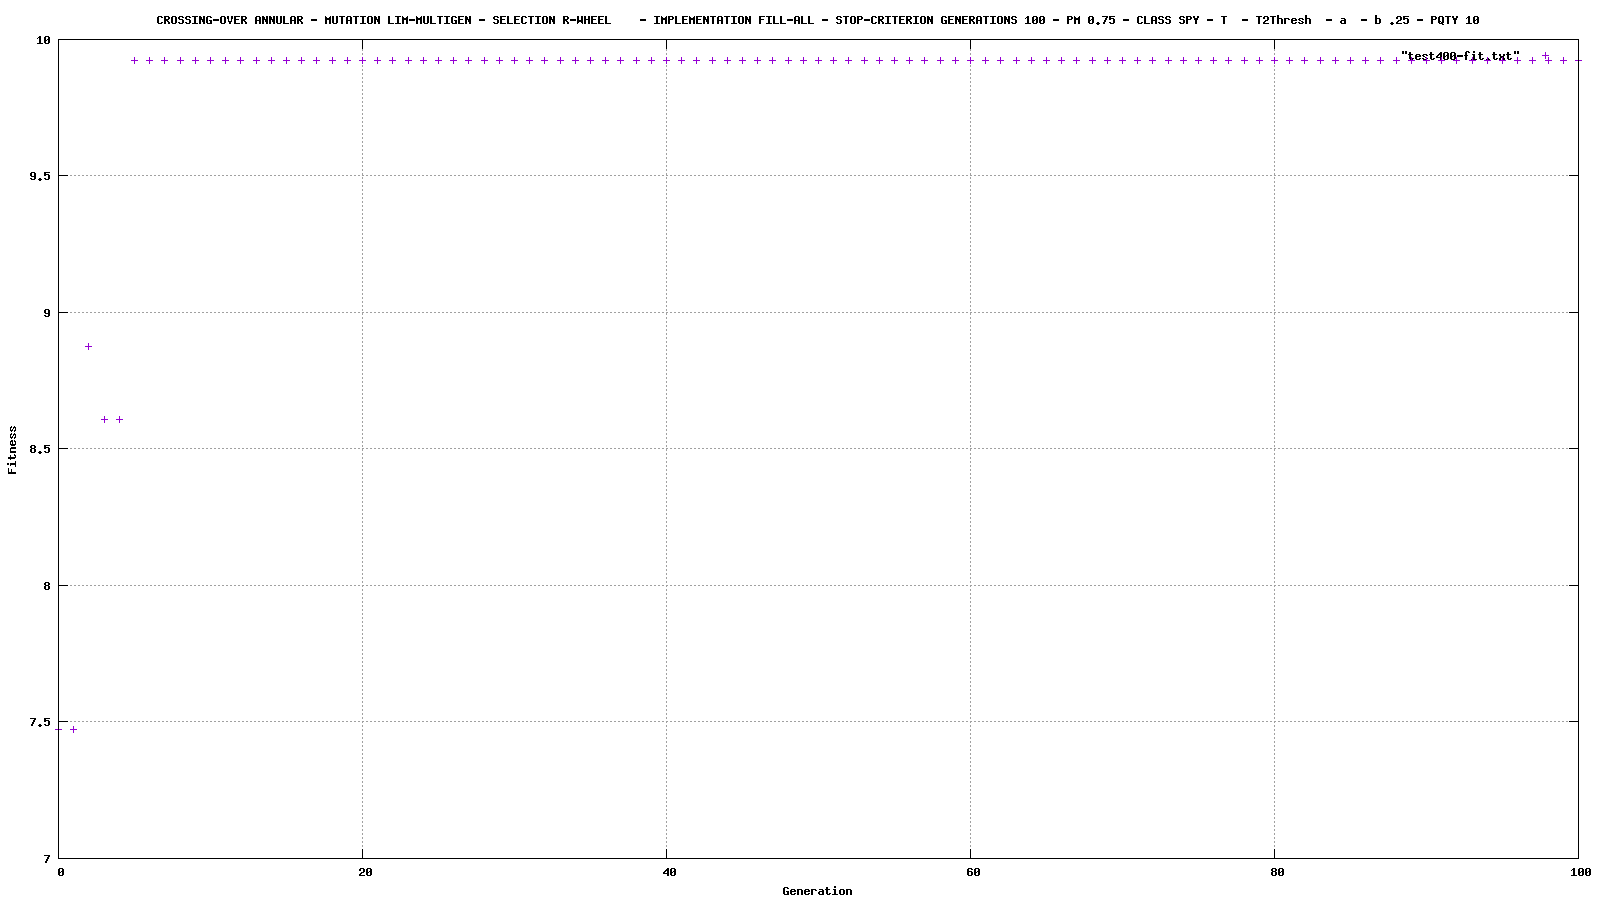 CROSSING-OVER ANNULAR - MUTATION LIM-MULTIGEN - SELECTION R-WHEEL    - IMPLEMENTATION FILL-ALL - STOP-CRITERION GENERATIONS 100 - PM 0.75 - CLASS SPY - T  - T2Thresh  - a  - b .25 - PQTY 10
"test400-fit.txt"
10
9.5
9
8.5
8
7.5
7
Fitness
0 20 40 60 80 100
Generation